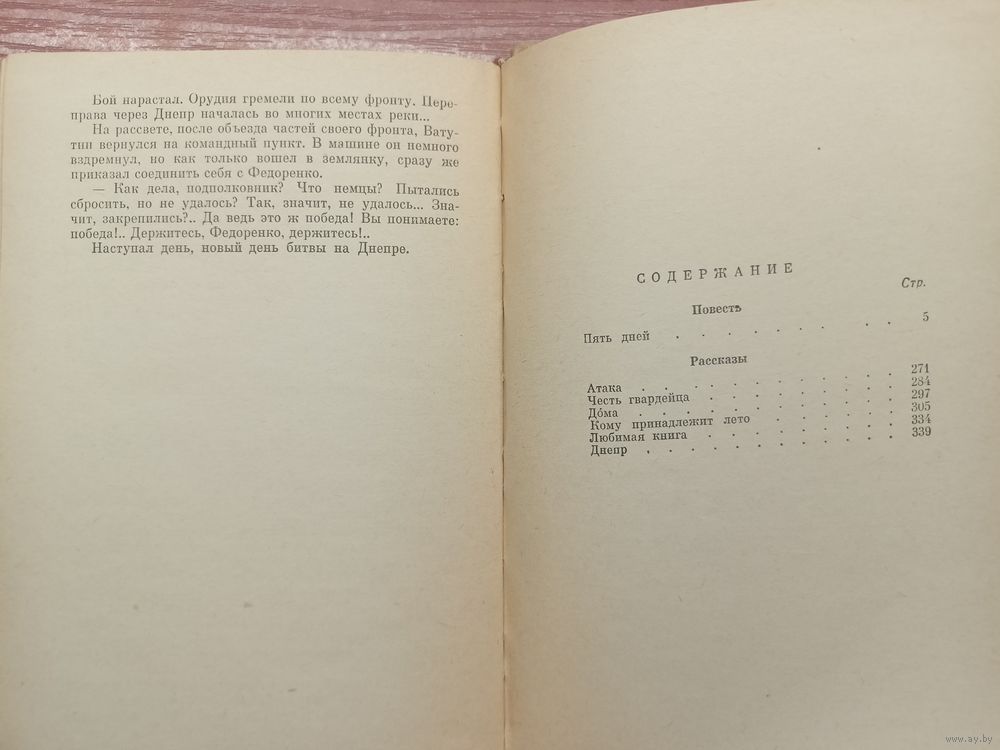 Бой нарастал. Орудия гремели по всему фронту. Пере-
права через Днепр началась во многих местах реки...
На рассвете, после объезда частей своего фронта, Вату-
тин вернулся на командный пункт. В машине он немного
вздремнул, но как только вошел в землянку, сразу же
приказал соединить себя с Федоренко.
— Как дела, подполковник? Что немцы? Пытались
сбросить, но не удалось? Так, значит, не удалось... Зна-
чит, закрепились?.. Да ведь это ж победа! Вы понимаете:
победа!.. Держитесь, Федоренко, держитесь!..
Наступал день, новый день битвы на Днепре.
СОДЕРЖАНИЕ
Стр.
Повесть
Пять дней . . . . . . . . . 5
Рассказы
Атака . . . . . . . . . . . 271
Честь гвардейца . . . . . . . . 284
До́ма . . . . . . . . . . . 297
Кому принадлежит лето . . . . . . 305
Любимая книга . . . . . . . . 334
Днепр . . . . . . . . . . . 339
www.ay.by